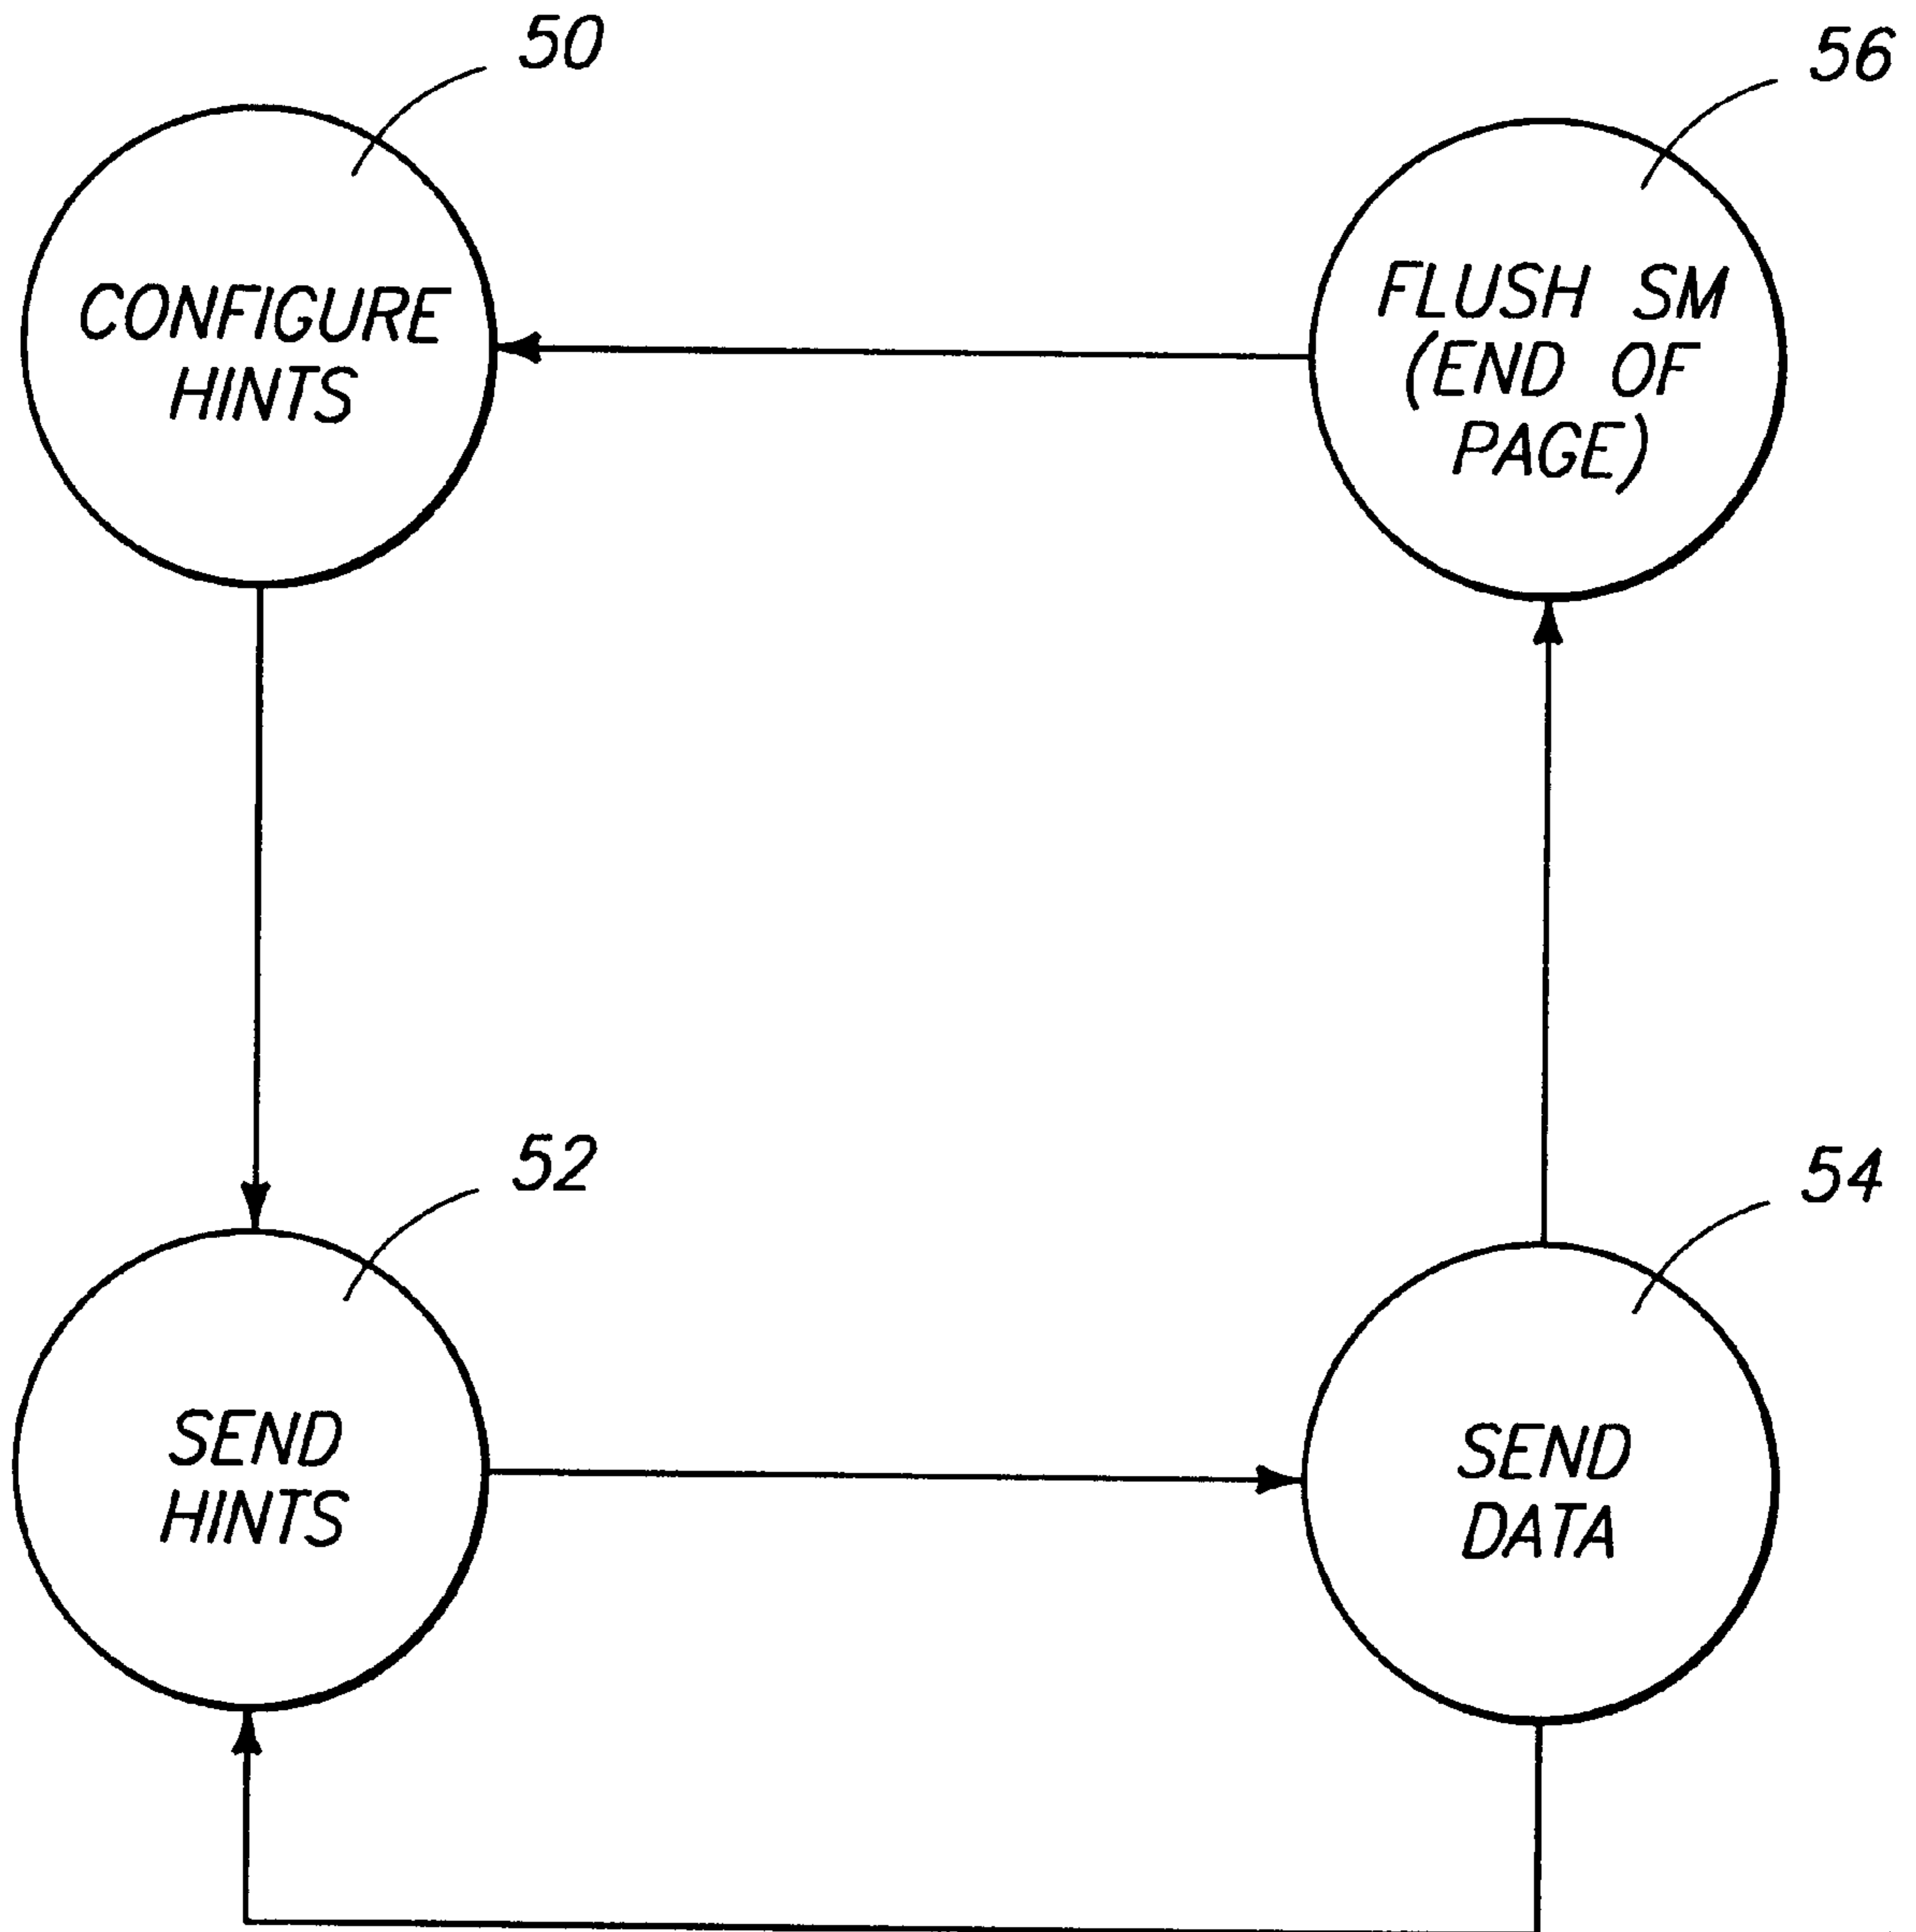 50
CONFIGURE
HINTS
56
FLUSH SM
(END OF
PAGE)
52
SEND
HINTS
54
SEND
DATA